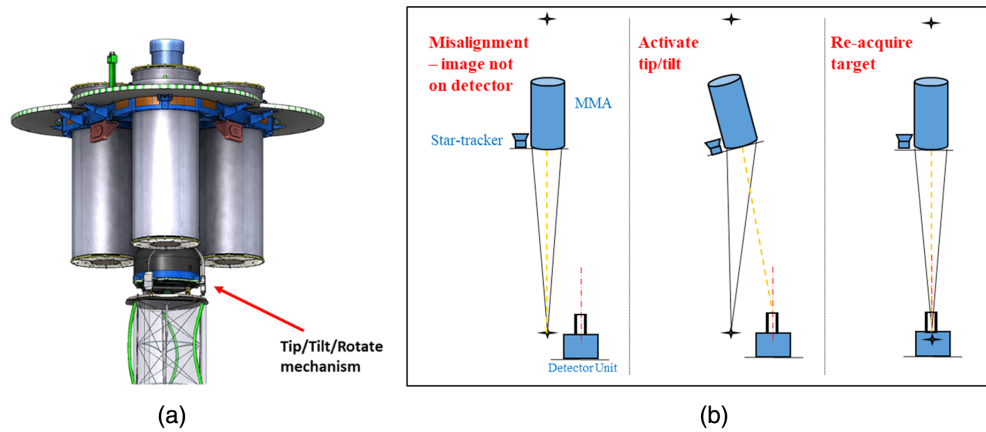 Tip/Tilt/Rotate
mechanism
(a)
Misalignment
– image not
on detector
MMA
Star-tracker
Detector Unit
Activate
tip/tilt
Re-acquire
target
(b)